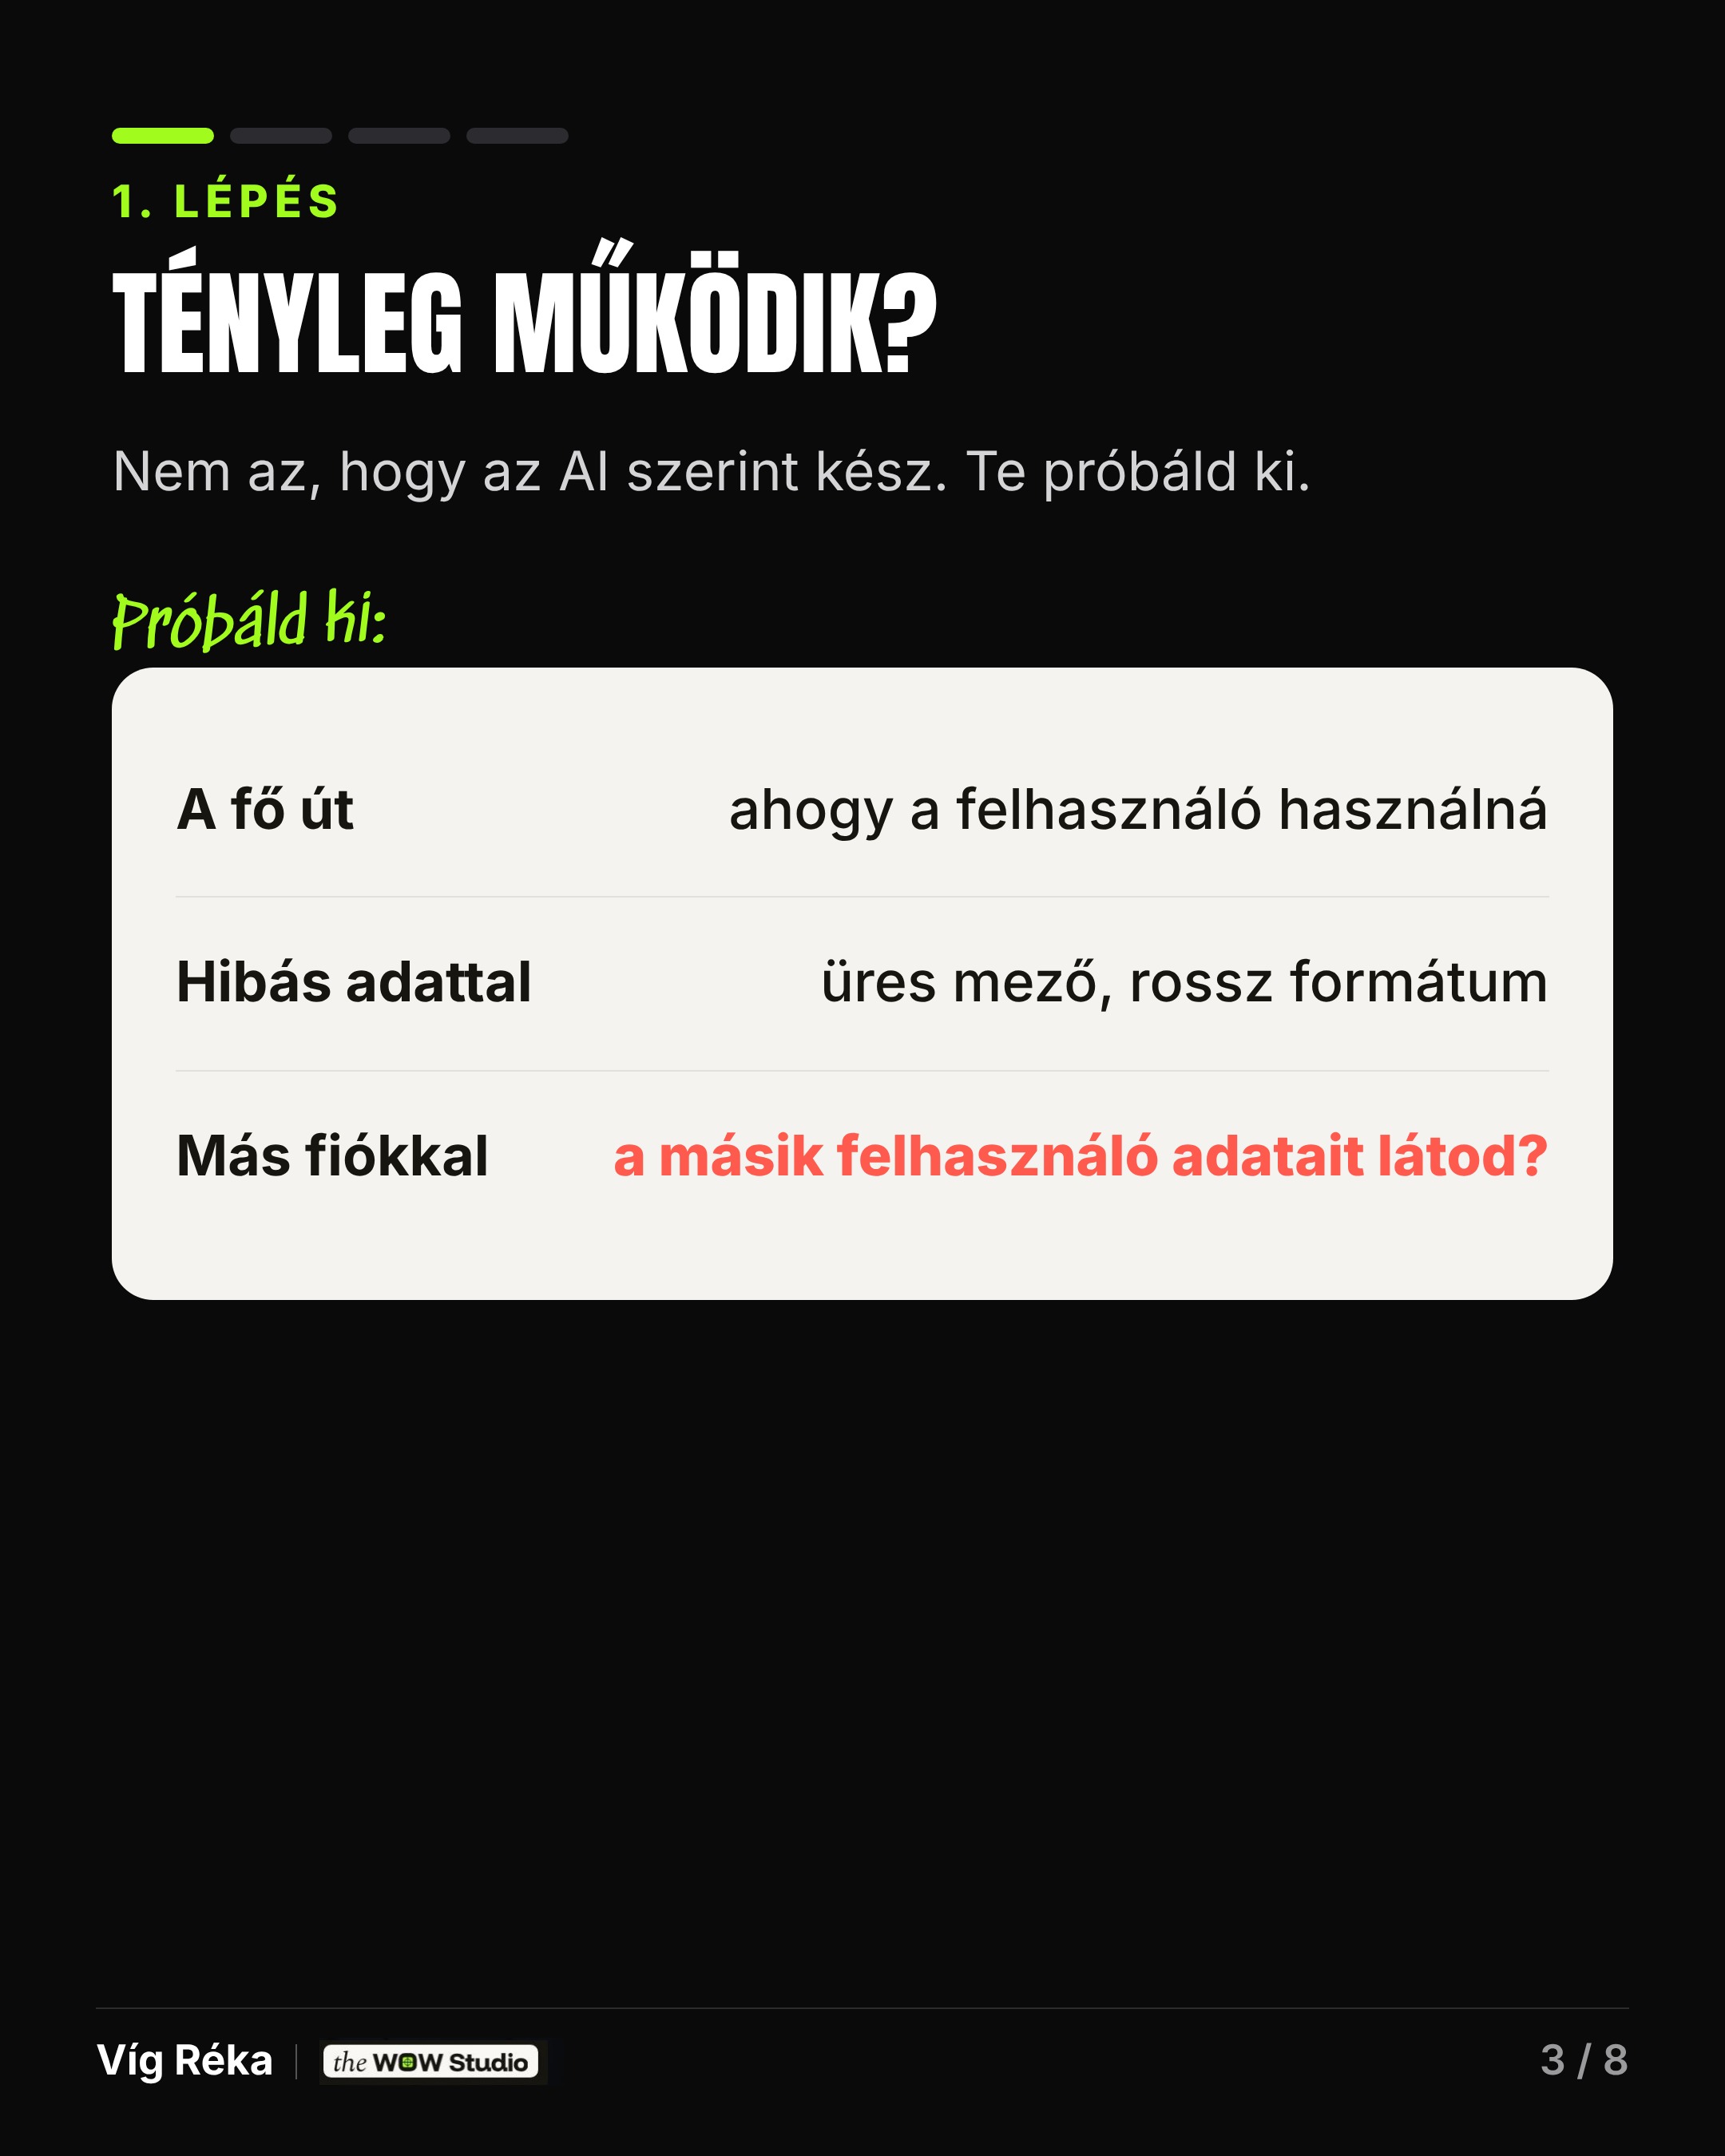 1. LÉPÉS
TÉNYLEG MŰKÖDIK?
Nem az, hogy az AI szerint kész. Te próbáld ki.
Próbáld ki:
A fő út ahogy a felhasználó használná
Hibás adattal üres mező, rossz formátum
Más fiókkal a másik felhasználó adatait látod?
Víg Réka the WOW Studio 3 / 8